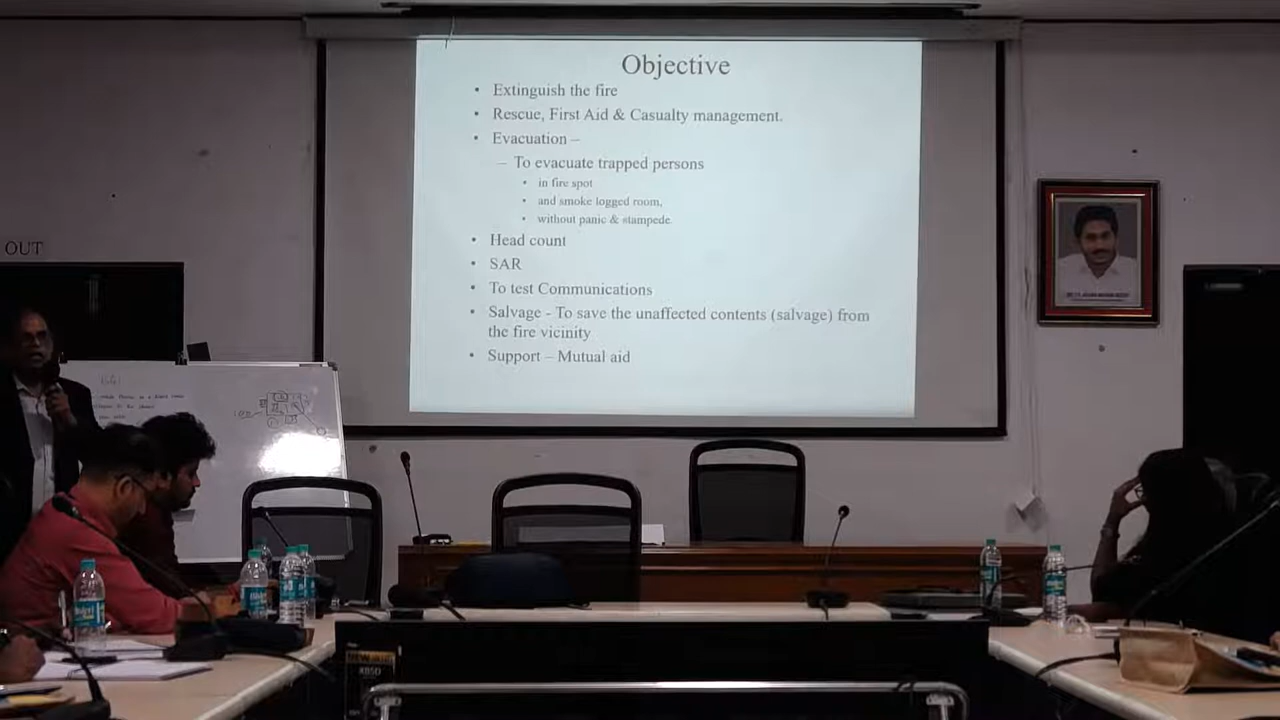 Objective
• Extinguish the fire
• Rescue, First Aid & Casualty management.
• Evacuation –
– To evacuate trapped persons
• in fire spot
• and smoke logged room,
• without panic & stampede.
• Head count
• SAR
• To test Communications
• Salvage - To save the unaffected contents (salvage) from
the fire vicinity
• Support – Mutual aid
OUT
Bisleri